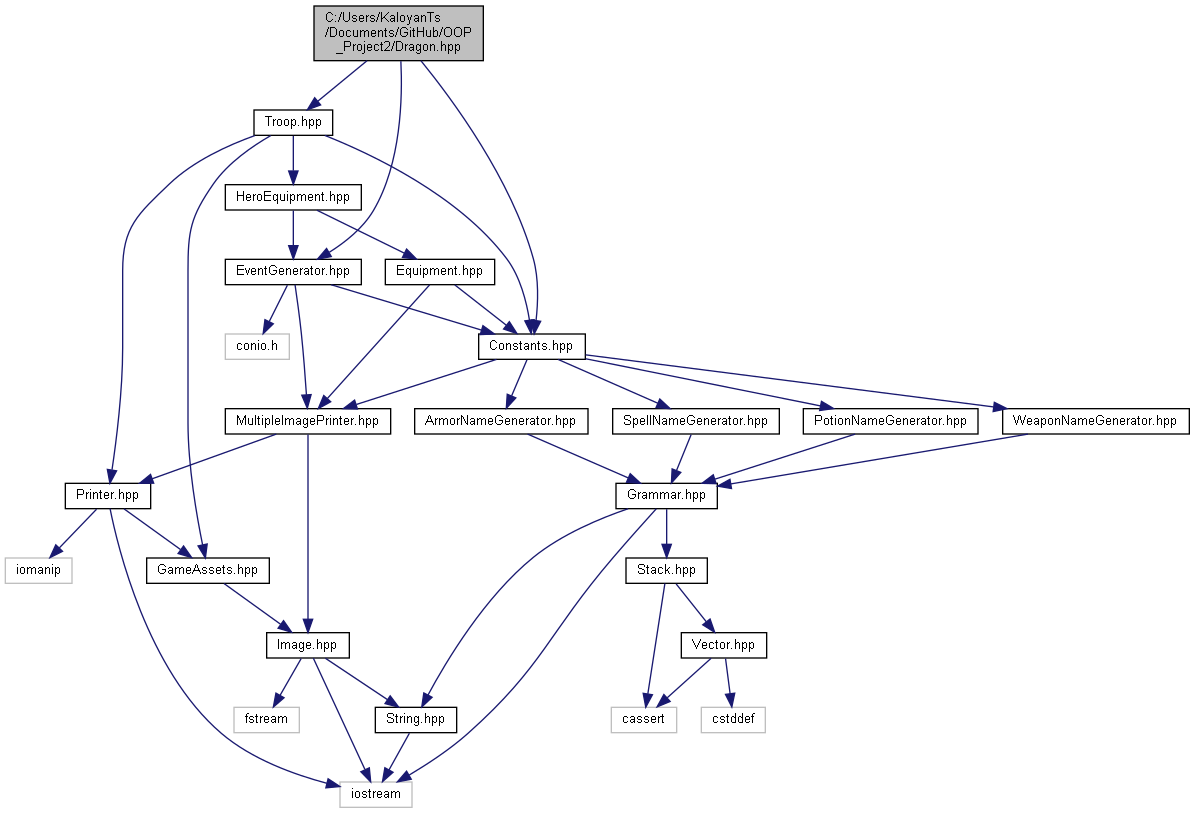 C:/Users/KaloyanTs
/Documents/GitHub/OOP
_Project2/Dragon.hpp
Troop.hpp
HeroEquipment.hpp
EventGenerator.hpp
Equipment.hpp
conio.h
Constants.hpp
MultipleImagePrinter.hpp
ArmorNameGenerator.hpp
SpellNameGenerator.hpp
PotionNameGenerator.hpp
WeaponNameGenerator.hpp
Printer.hpp
Grammar.hpp
iomanip
GameAssets.hpp
Stack.hpp
Image.hpp
Vector.hpp
fstream
String.hpp
cassert
cstddef
iostream